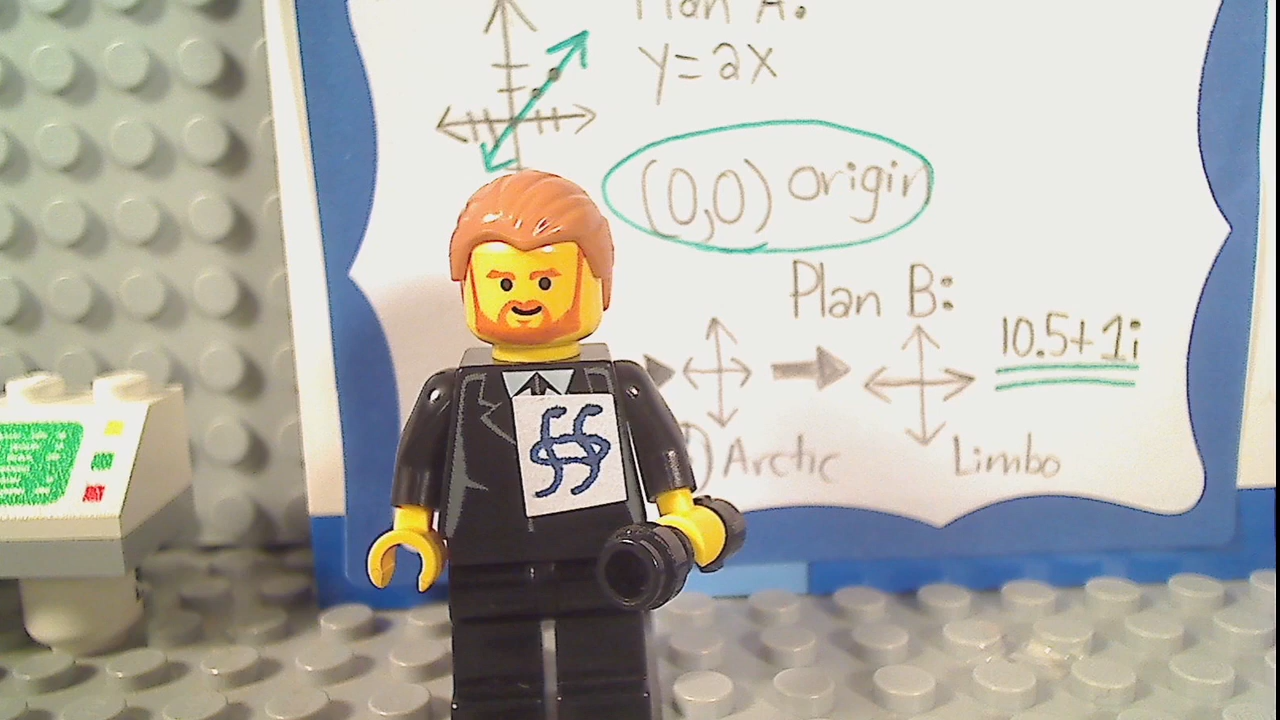 Plan A:
y=2x
(0,0) origin
Plan B:
10.5+1i
Arctic
Limbo